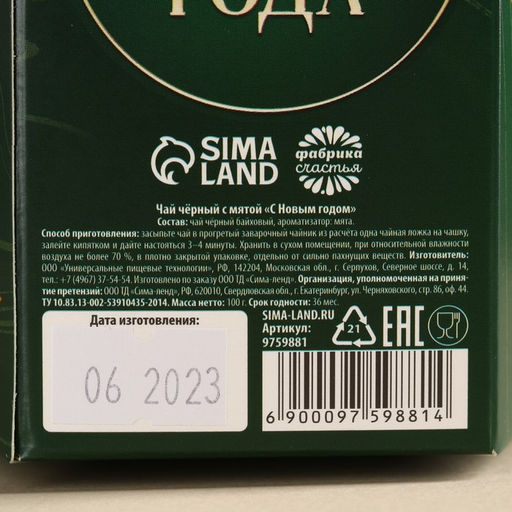 ГОДА
SIMA
LAND
фабрика
счастья
Чай чёрный с мятой «С Новым годом»
Состав: чай чёрный байховый, ароматизатор: мята.
Способ приготовления: засыпьте чай в прогретый заварочный чайник из расчёта одна чайная ложка на чашку,
залейте кипятком и дайте настояться 3–4 минуты. Хранить в сухом помещении, при относительной влажности
воздуха не более 70 %, в плотно закрытой упаковке, отдельно от сильно пахнущих веществ. Изготовитель:
ООО «Универсальные пищевые технологии», РФ, 142204, Московская обл., г. Серпухов, Северное шоссе, д. 14,
тел.: +7 (4967) 37-54-54. Изготовлено по заказу ООО ТД «Сима-ленд». Организация, уполномоченная на приня-
тие претензий: ООО ТД «Сима-ленд», РФ, 620010, Свердловская обл., г. Екатеринбург, ул. Черняховского, стр. 86, оф. 44.
ТУ 10.83.13-002-53910435-2014. Масса нетто: 100 г. Срок годности: 36 мес.
Дата изготовления:
06 2023
SIMA-LAND.RU
Артикул:
9759881
21
EAC
6 900097 598814